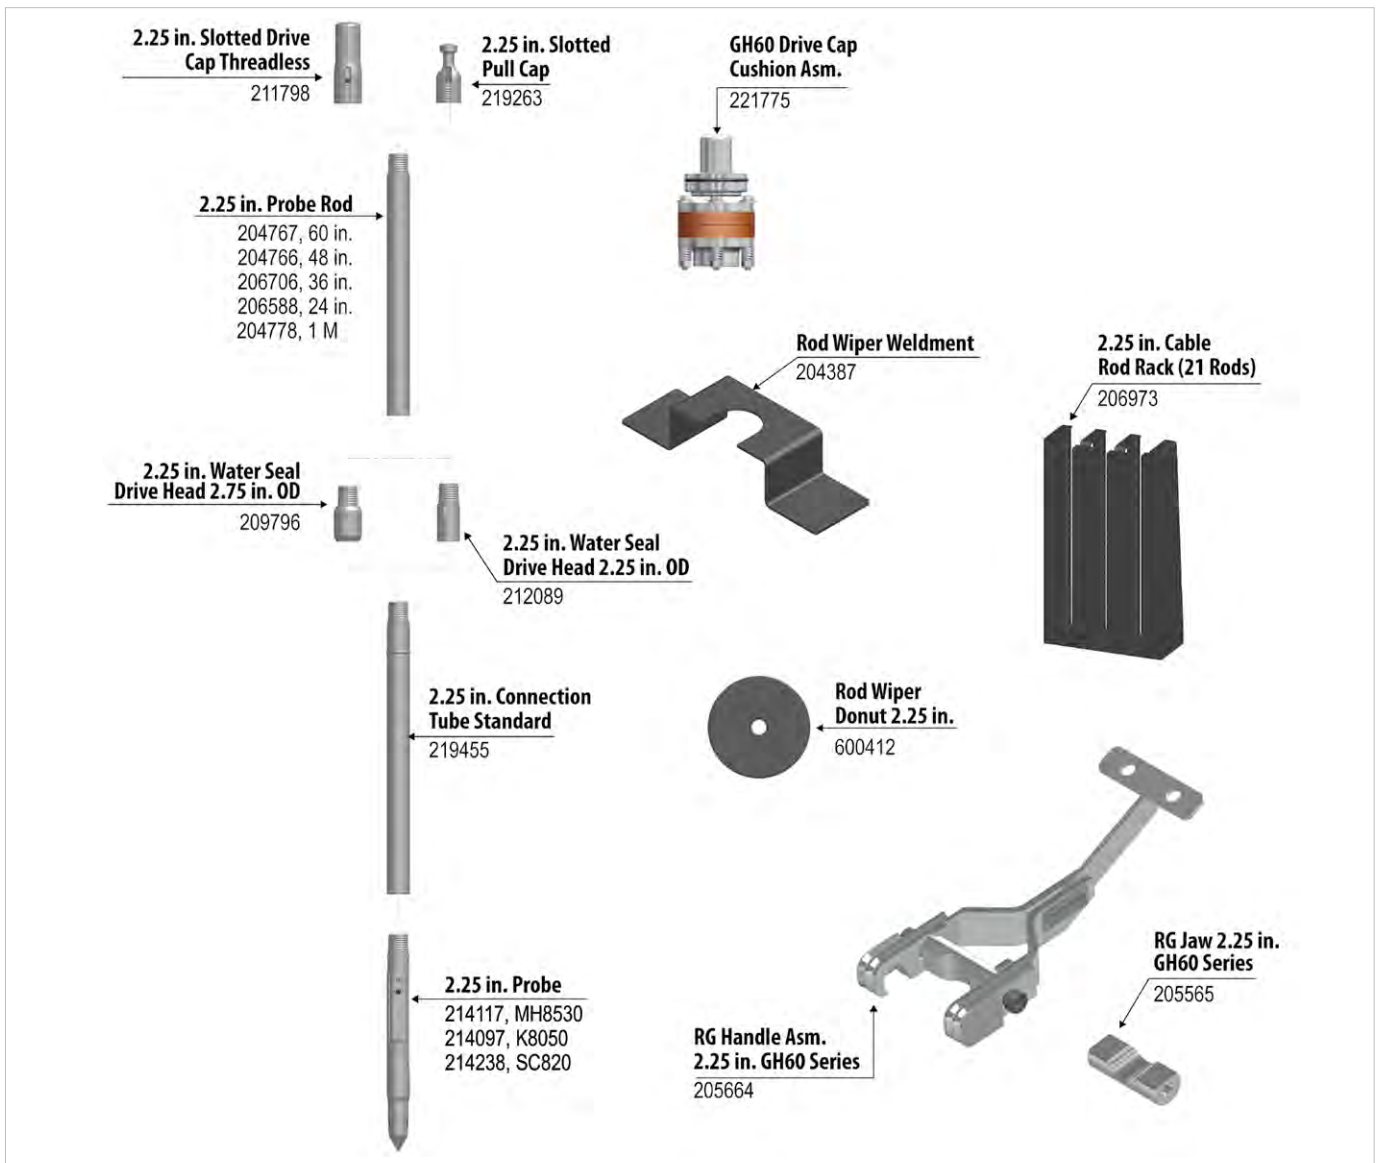 2.25 in. Slotted Drive
Cap Threadless
211798
2.25 in. Slotted
Pull Cap
219263
GH60 Drive Cap
Cushion Asm.
221775
2.25 in. Probe Rod
204767, 60 in.
204766, 48 in.
206706, 36 in.
206588, 24 in.
204778, 1 M
Rod Wiper Weldment
204387
2.25 in. Cable
Rod Rack (21 Rods)
206973
2.25 in. Water Seal
Drive Head 2.75 in. OD
209796
2.25 in. Water Seal
Drive Head 2.25 in. OD
212089
2.25 in. Connection
Tube Standard
219455
Rod Wiper
Donut 2.25 in.
600412
2.25 in. Probe
214117, MH8530
214097, K8050
214238, SC820
RG Handle Asm.
2.25 in. GH60 Series
205664
RG Jaw 2.25 in.
GH60 Series
205565